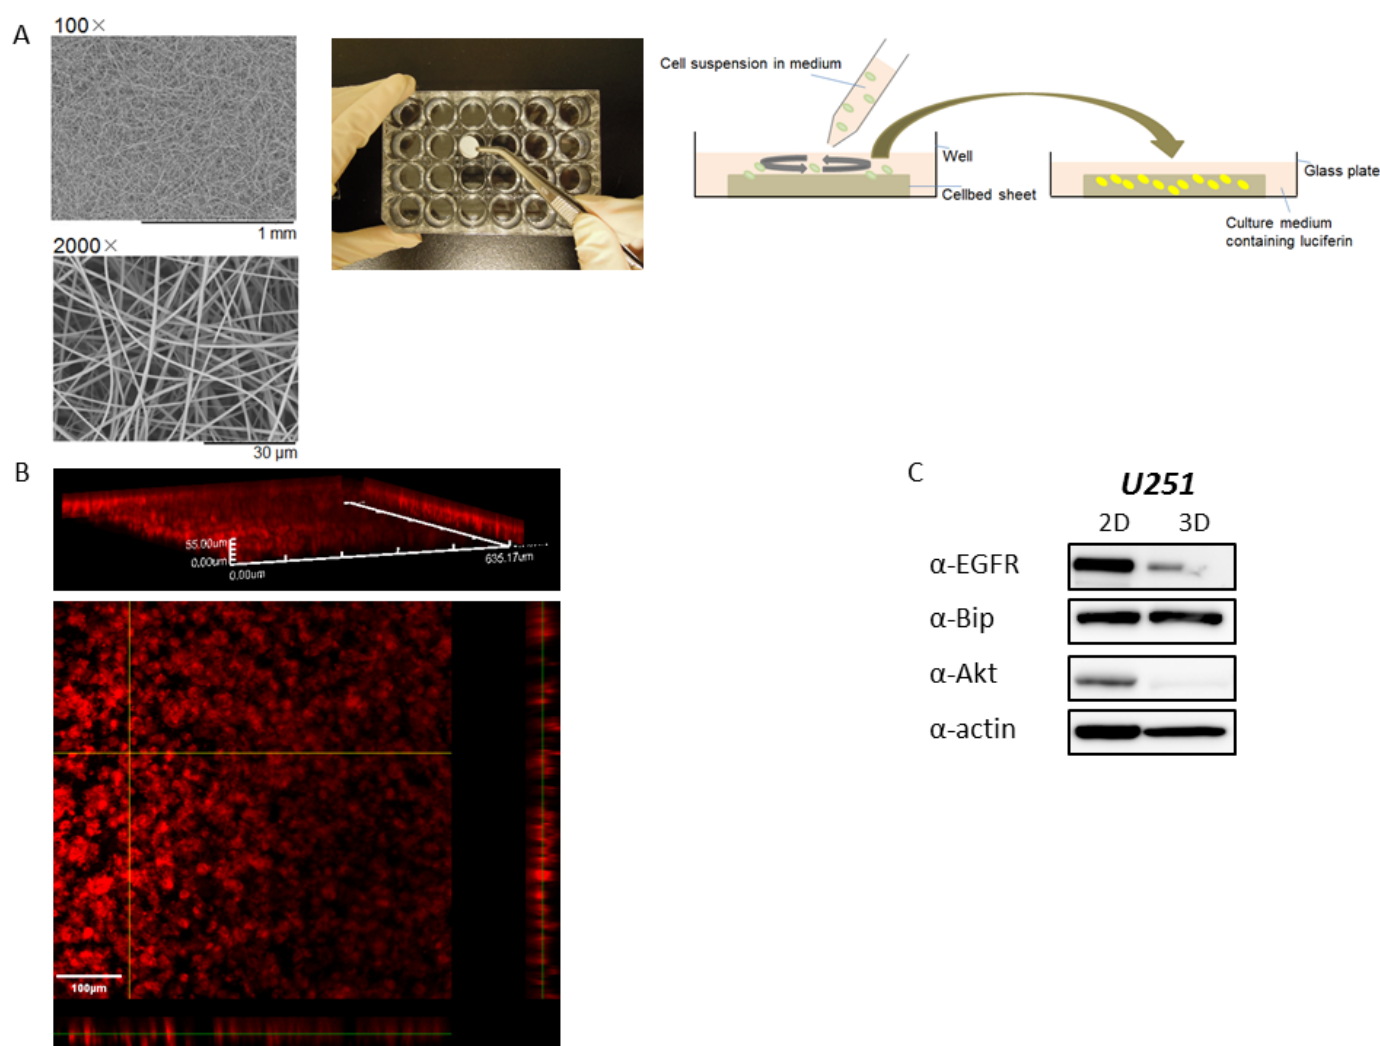 A
100×
1 mm
2000×
30 µm
Cell suspension in medium
Well
Cellbed sheet
Glass plate
Culture medium
containing luciferin
B
55.00um
0.00um
0.00um
635.17um
100µm
C
U251
2D 3D
α-EGFR
α-Bip
α-Akt
α-actin